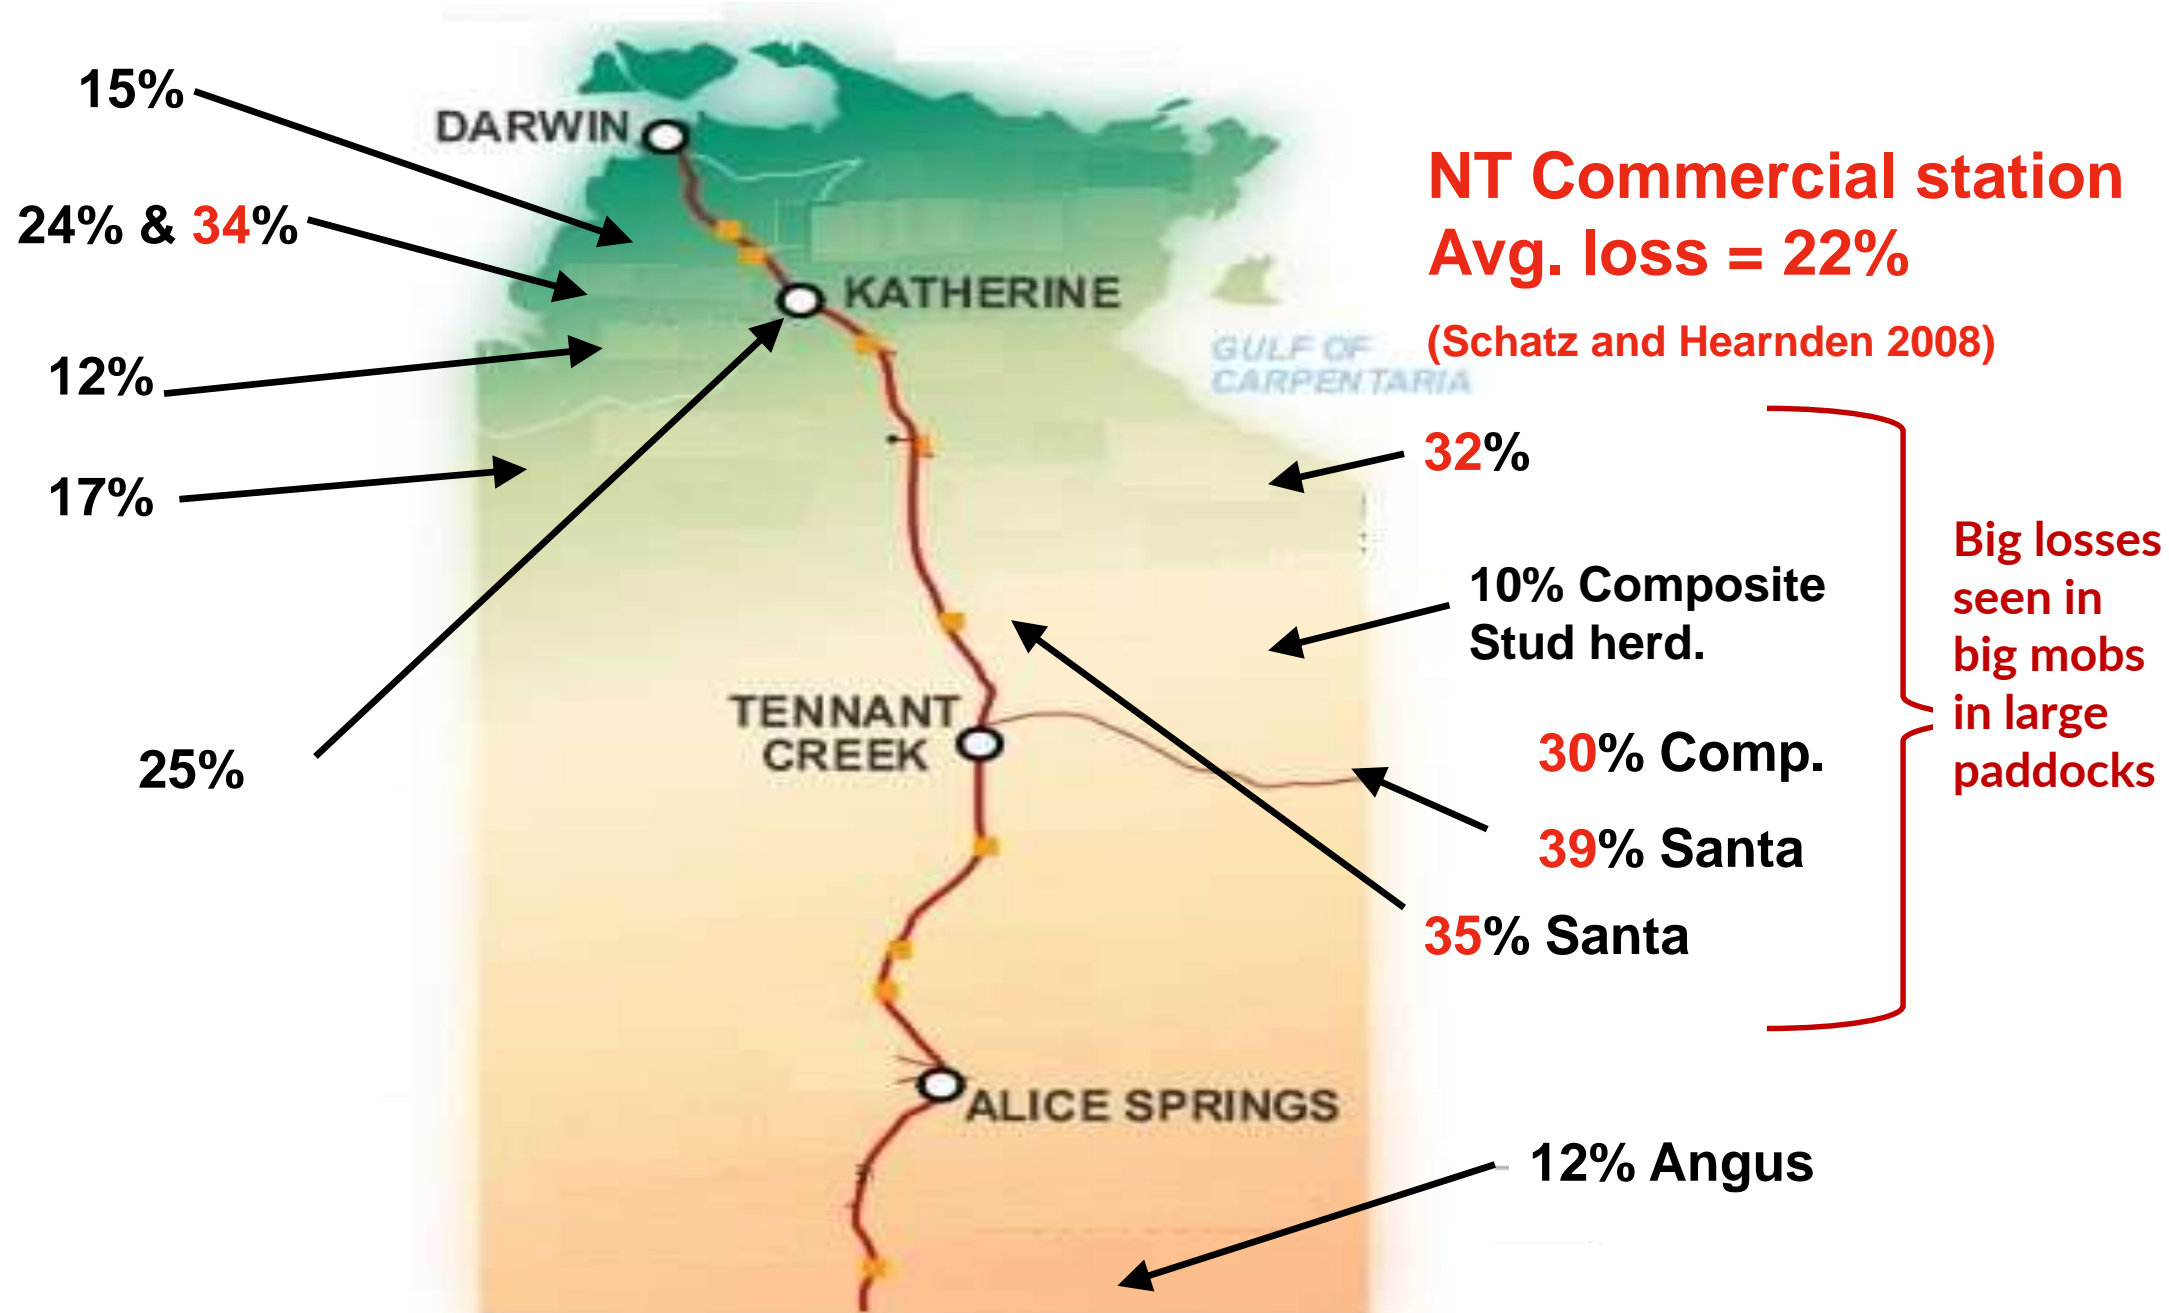 15%
DARWIN
24% & 34%
KATHERINE
12%
17%
25%
TENNANT
CREEK
ALICE SPRINGS
NT Commercial station
Avg. loss = 22%
(Schatz and Hearnden 2008)
GULF OF
CARPENTARIA
32%
10% Composite
Stud herd.
30% Comp.
39% Santa
35% Santa
Big losses
seen in
big mobs
in large
paddocks
12% Angus